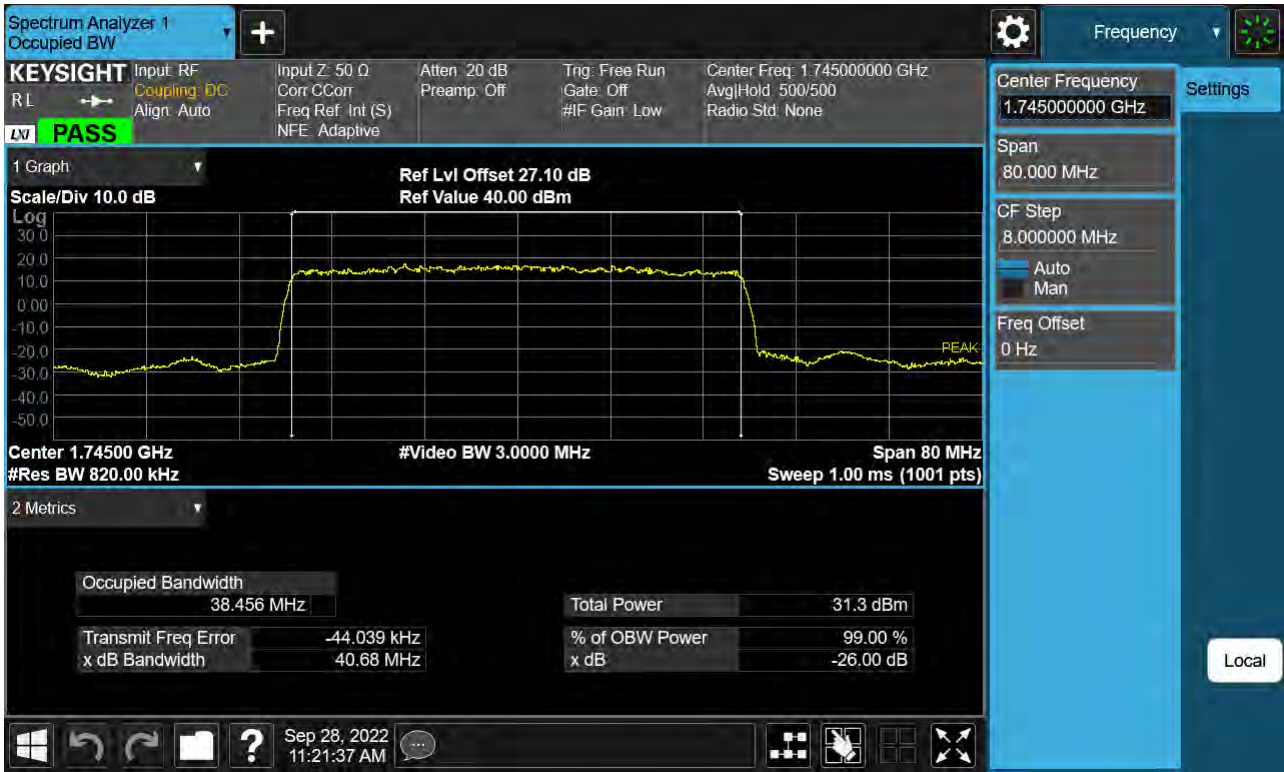 Spectrum Analyzer 1
Occupied BW
+
Frequency
KEYSIGHT
RL
LXI
PASS
Input: RF
Coupling: DC
Align: Auto
Input Z: 50 Ω
Corr CCorr
Freq Ref: Int (S)
NFE: Adaptive
Atten: 20 dB
Preamp: Off
Trig: Free Run
Gate: Off
#IF Gain: Low
Center Freq: 1.745000000 GHz
Avg|Hold: 500/500
Radio Std: None
1 Graph
Scale/Div 10.0 dB
Ref Lvl Offset 27.10 dB
Ref Value 40.00 dBm
Log
30.0
20.0
10.0
0.00
-10.0
-20.0
-30.0
-40.0
-50.0
PEAK
Center 1.74500 GHz
#Video BW 3.0000 MHz
Span 80 MHz
#Res BW 820.00 kHz
Sweep 1.00 ms (1001 pts)
2 Metrics
Occupied Bandwidth
38.456 MHz
Total Power 31.3 dBm
Transmit Freq Error -44.039 kHz
% of OBW Power 99.00 %
x dB Bandwidth 40.68 MHz
x dB -26.00 dB
Center Frequency
1.745000000 GHz
Span
80.000 MHz
CF Step
8.000000 MHz
Auto
Man
Freq Offset
0 Hz
Settings
Local
?
Sep 28, 2022
11:21:37 AM